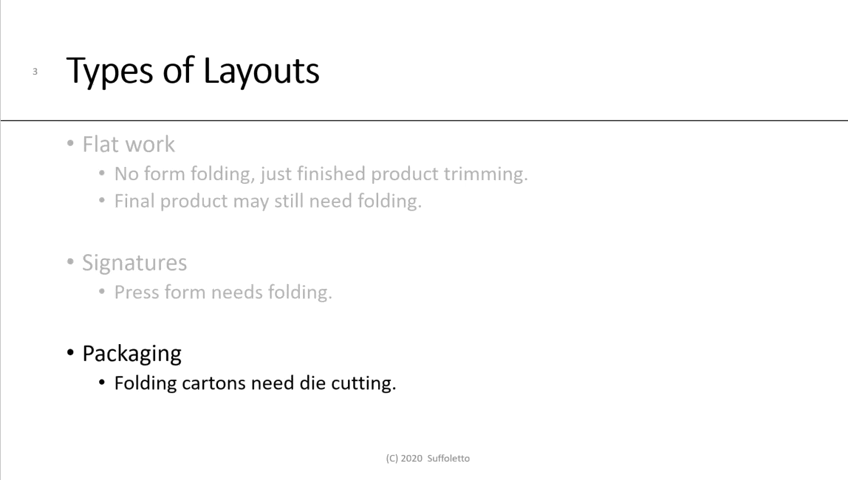 3
Types of Layouts
• Flat work
• No form folding, just finished product trimming.
• Final product may still need folding.
• Signatures
• Press form needs folding.
• Packaging
• Folding cartons need die cutting.
(C) 2020 Suffoletto